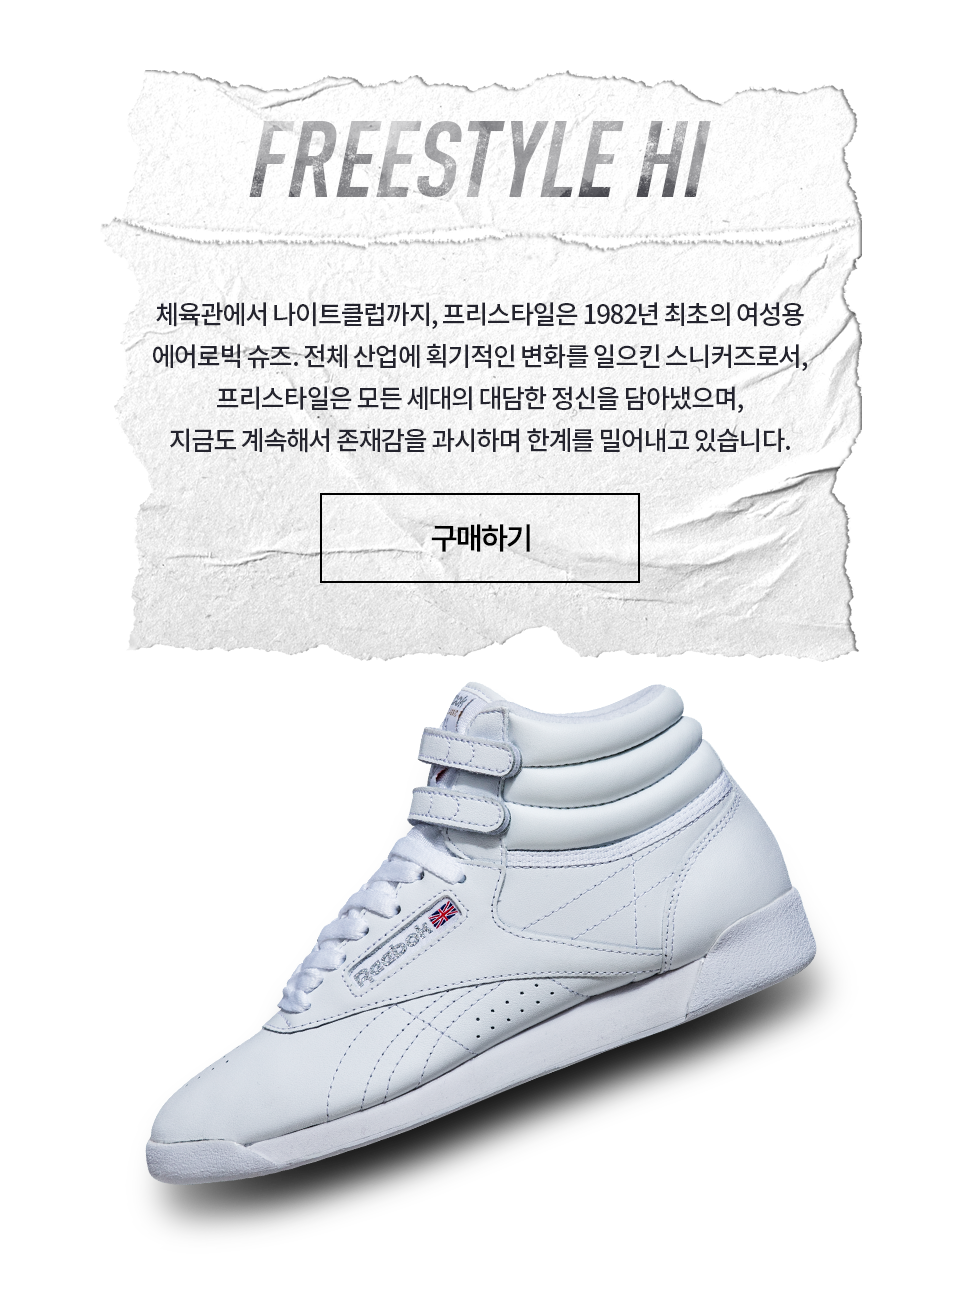 FREESTYLE HI
체육관에서 나이트클럽까지, 프리스타일은 1982년 최초의 여성용
에어로빅 슈즈. 전체 산업에 획기적인 변화를 일으킨 스니커즈로서,
프리스타일은 모든 세대의 대담한 정신을 담아냈으며,
지금도 계속해서 존재감을 과시하며 한계를 밀어내고 있습니다.
구매하기
Reebok